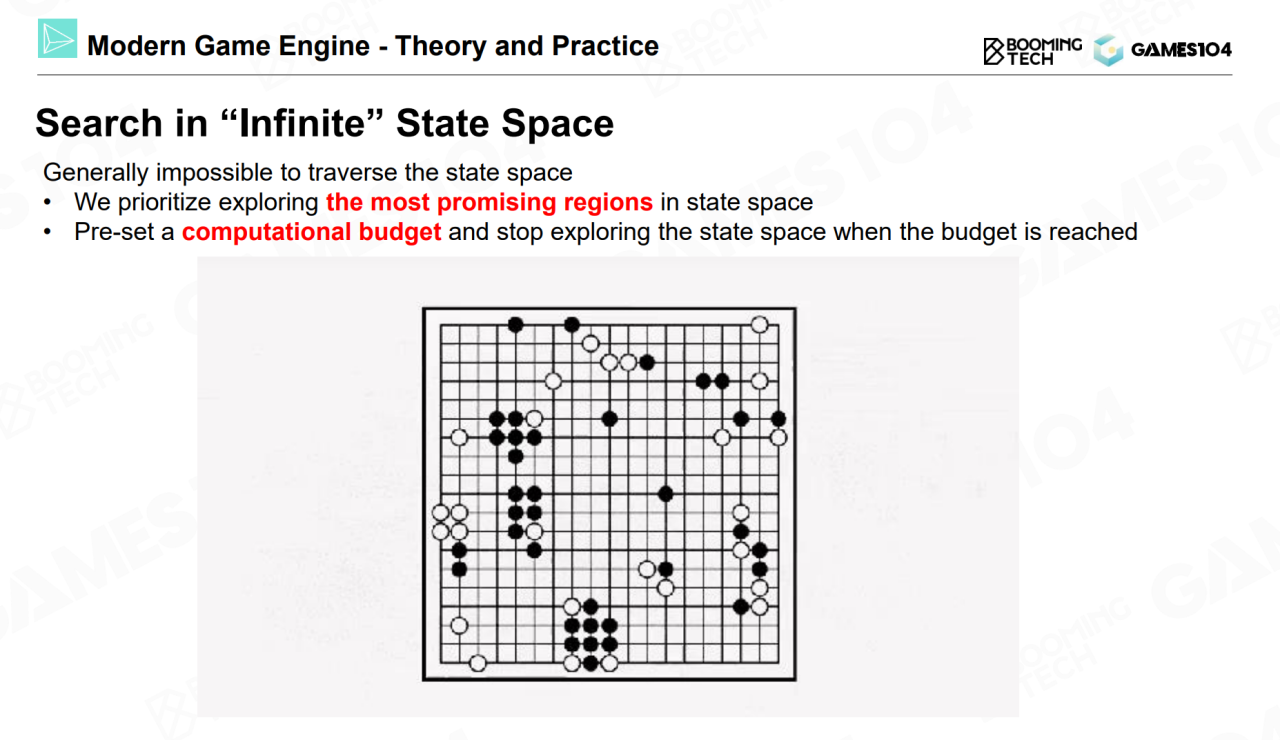 Modern Game Engine - Theory and Practice
BOOMING
TECH
GAMES104
Search in “Infinite” State Space
Generally impossible to traverse the state space
• We prioritize exploring the most promising regions in state space
• Pre-set a computational budget and stop exploring the state space when the budget is reached